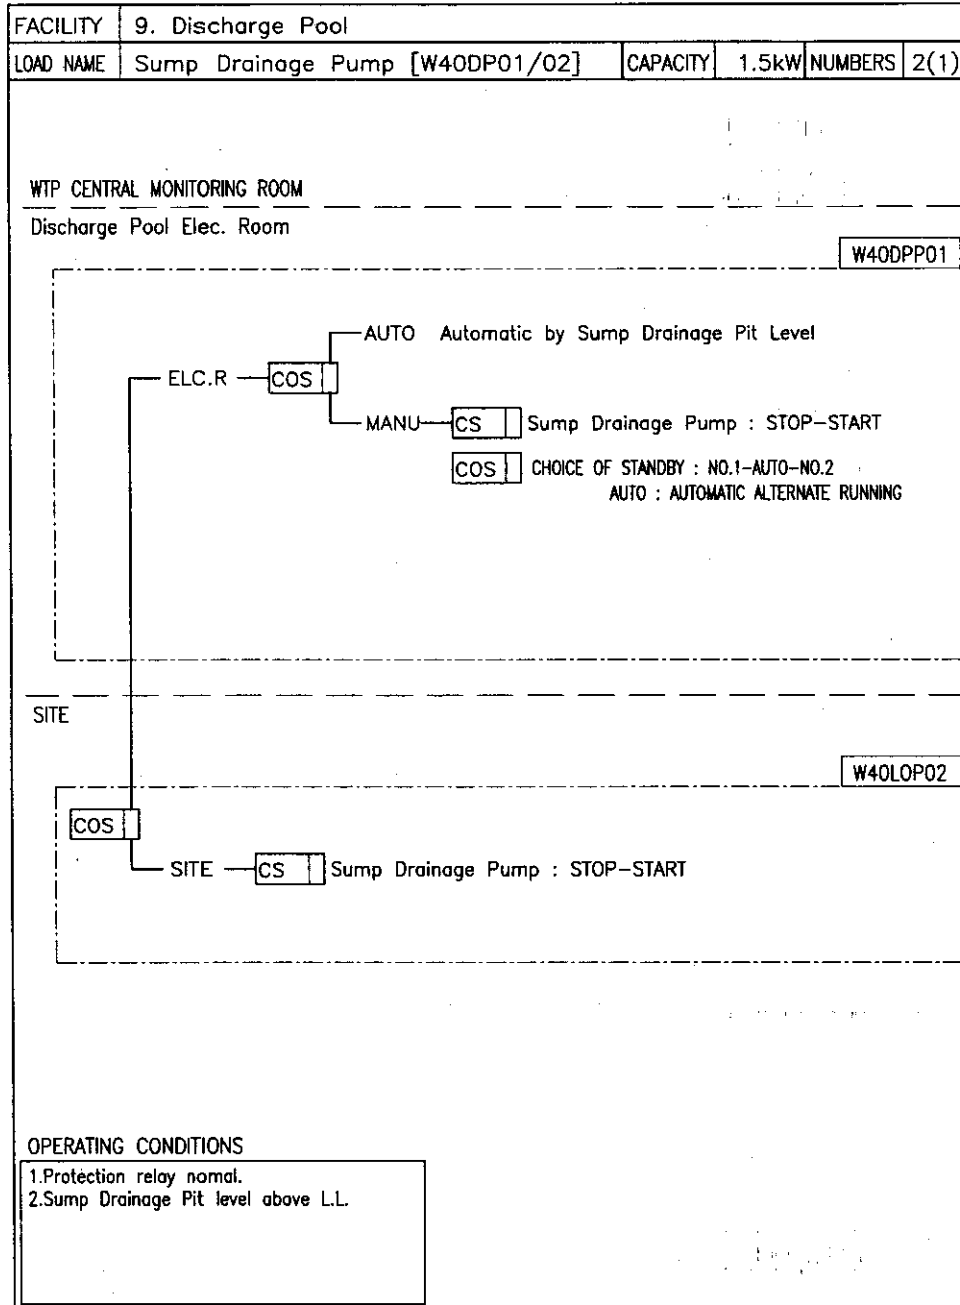 FACILITY 9. Discharge Pool
LOAD NAME Sump Drainage Pump [W40DP01/02] CAPACITY 1.5kW NUMBERS 2(1)
WTP CENTRAL MONITORING ROOM
Discharge Pool Elec. Room
W40DPP01
AUTO Automatic by Sump Drainage Pit Level
ELC.R COS
MANU CS Sump Drainage Pump : STOP-START
COS CHOICE OF STANDBY : NO.1-AUTO-NO.2
AUTO : AUTOMATIC ALTERNATE RUNNING
SITE
W40LOP02
COS
SITE CS Sump Drainage Pump : STOP-START
OPERATING CONDITIONS
1.Protection relay nomal.
2.Sump Drainage Pit level above L.L.